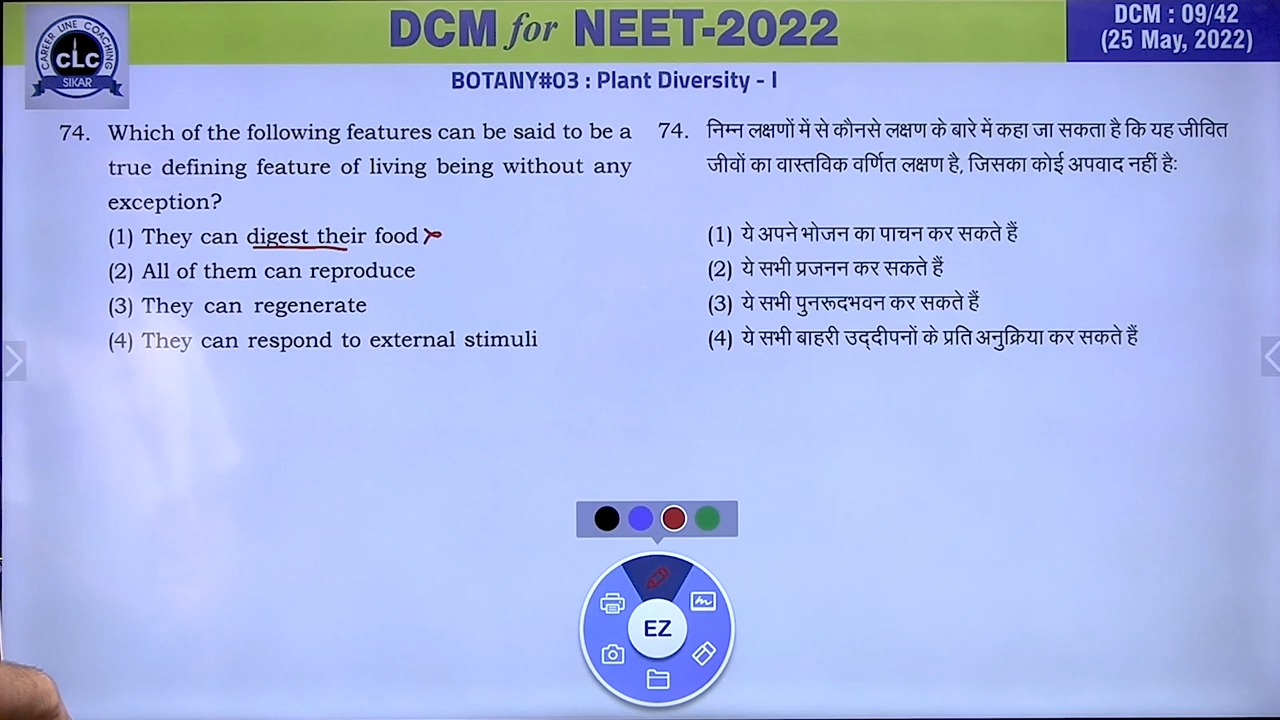 CAREER LINE COACHING
CLC
SIKAR
DCM for NEET-2022
DCM : 09/42
(25 May, 2022)
BOTANY#03 : Plant Diversity - I
74. Which of the following features can be said to be a
true defining feature of living being without any
exception?
(1) They can digest their food
(2) All of them can reproduce
(3) They can regenerate
(4) They can respond to external stimuli
74. निम्न लक्षणों में से कौनसे लक्षण के बारे में कहा जा सकता है कि यह जीवित
जीवों का वास्तविक वर्णित लक्षण है, जिसका कोई अपवाद नहीं है:
(1) ये अपने भोजन का पाचन कर सकते हैं
(2) ये सभी प्रजनन कर सकते हैं
(3) ये सभी पुनरूदभवन कर सकते हैं
(4) ये सभी बाहरी उद्दीपनों के प्रति अनुक्रिया कर सकते हैं
EZ